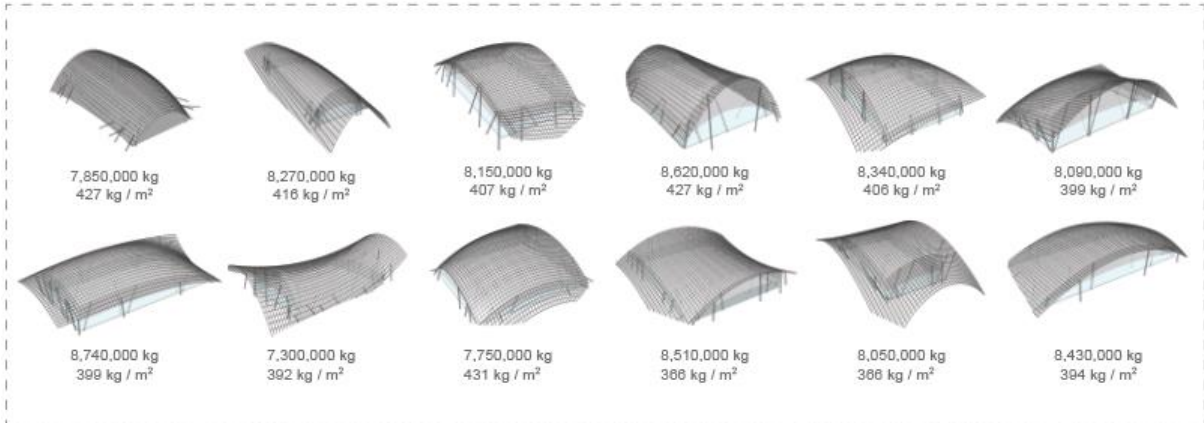 7,850,000 kg
427 kg / m²
8,270,000 kg
416 kg / m²
8,150,000 kg
407 kg / m²
8,620,000 kg
427 kg / m²
8,340,000 kg
406 kg / m²
8,090,000 kg
399 kg / m²
8,740,000 kg
399 kg / m²
7,300,000 kg
392 kg / m²
7,750,000 kg
431 kg / m²
8,510,000 kg
366 kg / m²
8,050,000 kg
366 kg / m²
8,430,000 kg
394 kg / m²